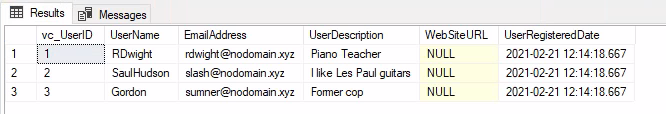 Results Messages
vc_UserID UserName EmailAddress UserDescription WebSiteURL UserRegisteredDate
1 1 RDwight rdwight@nodomain.xyz Piano Teacher NULL 2021-02-21 12:14:18.667
2 2 SaulHudson slash@nodomain.xyz I like Les Paul guitars NULL 2021-02-21 12:14:18.667
3 3 Gordon sumner@nodomain.xyz Former cop NULL 2021-02-21 12:14:18.667